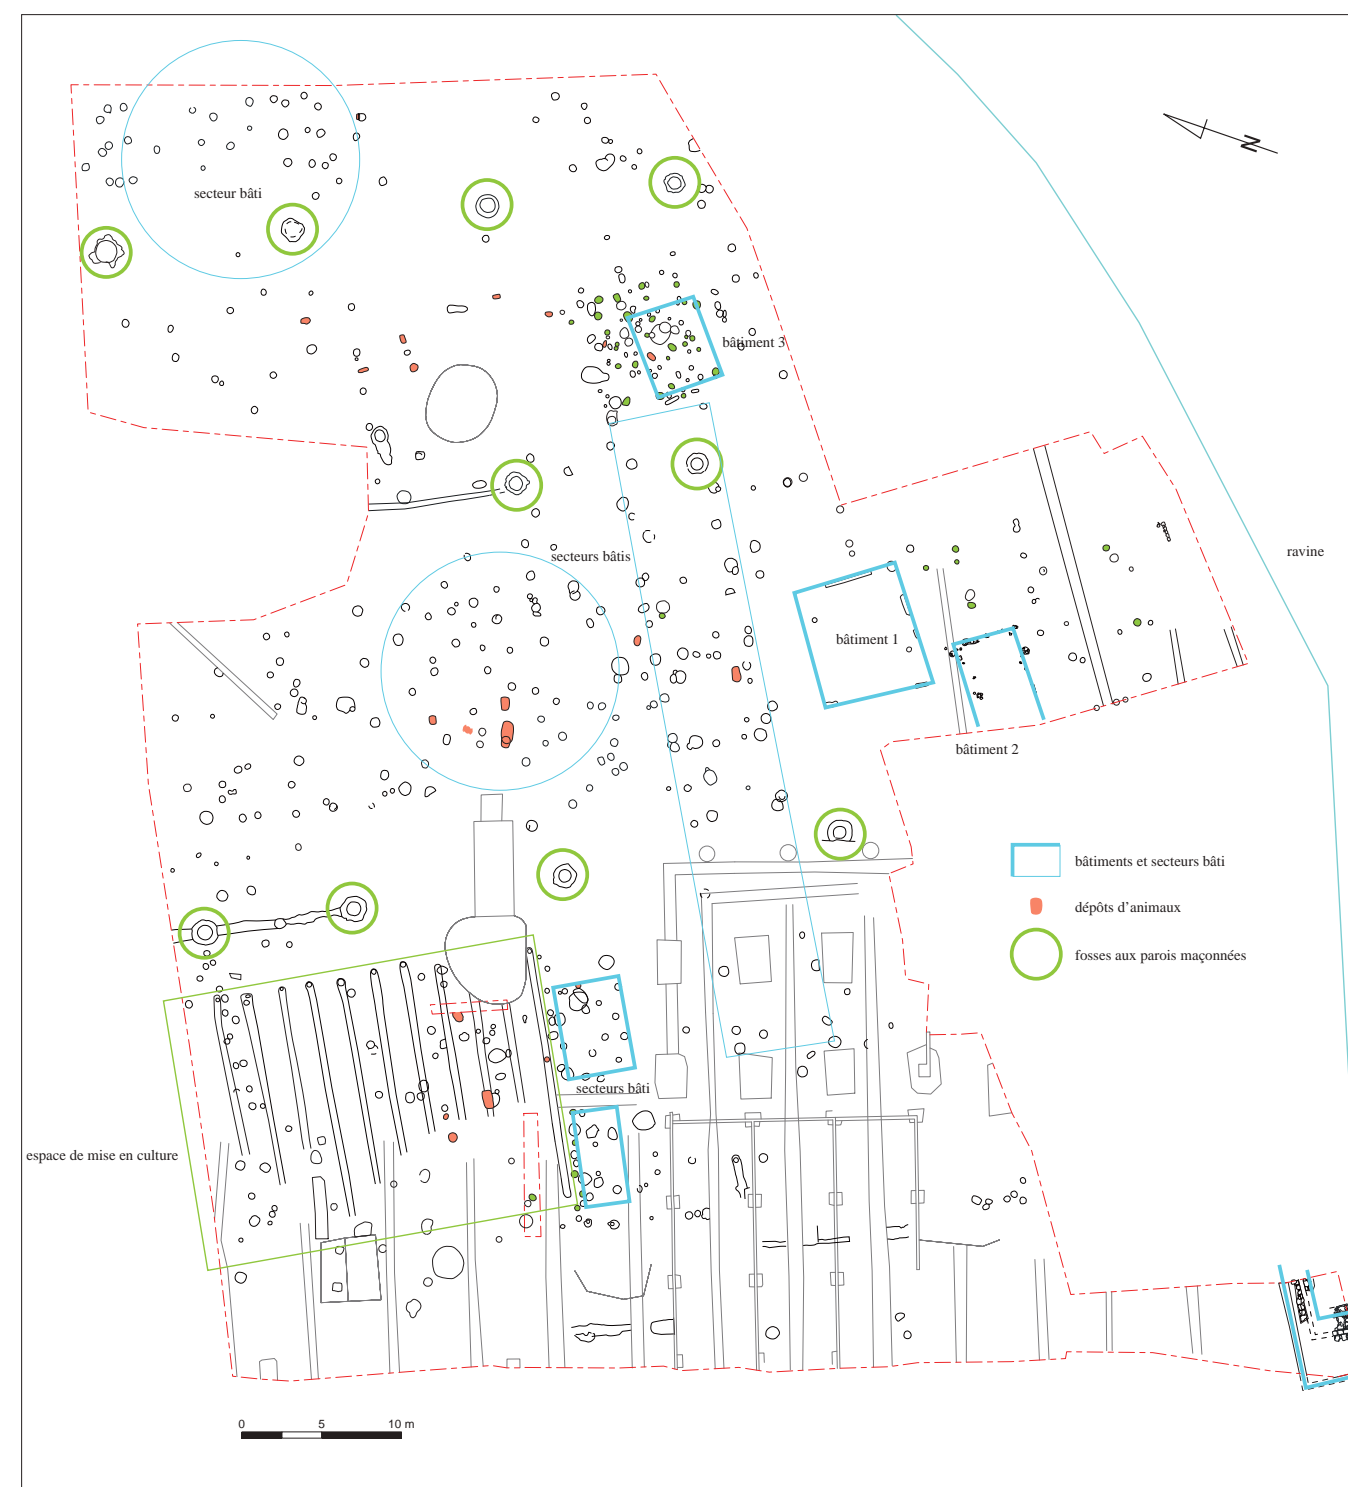 N
secteur bâti
bâtiment 3
secteurs bâtis
ravine
bâtiment 1
bâtiment 2
bâtiments et secteurs bâti
dépôts d'animaux
fosses aux parois maçonnées
secteurs bâti
espace de mise en culture
0 5 10 m